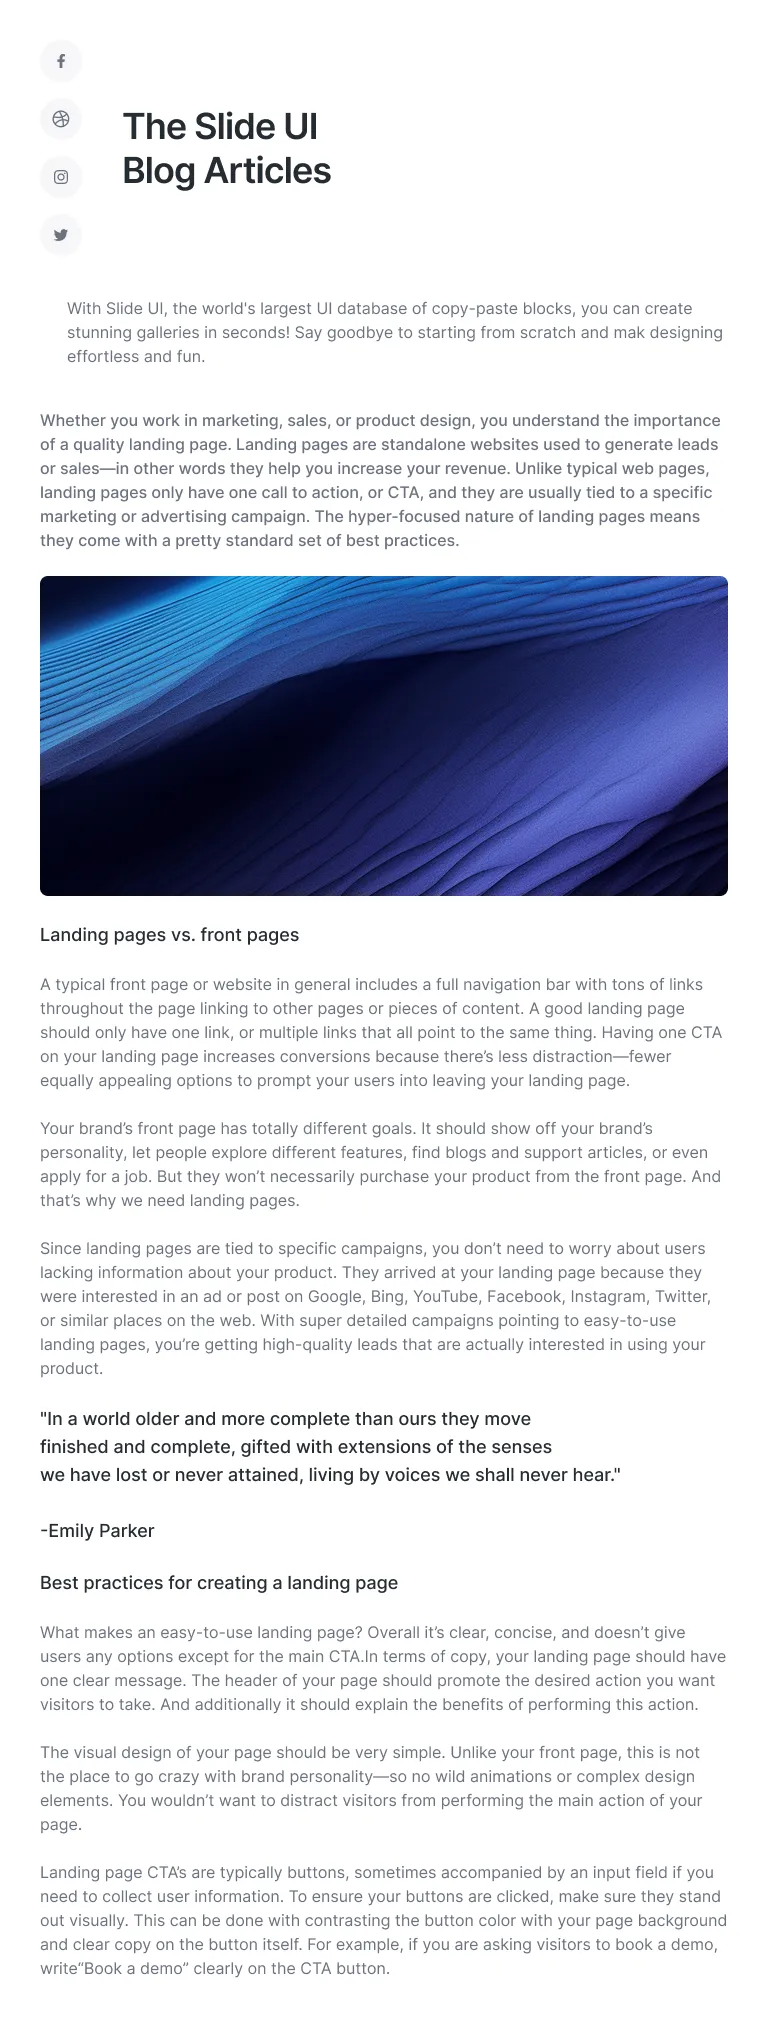 The Slide UI
Blog Articles
With Slide UI, the world's largest UI database of copy-paste blocks, you can create
stunning galleries in seconds! Say goodbye to starting from scratch and mak designing
effortless and fun.
Whether you work in marketing, sales, or product design, you understand the importance
of a quality landing page. Landing pages are standalone websites used to generate leads
or sales—in other words they help you increase your revenue. Unlike typical web pages,
landing pages only have one call to action, or CTA, and they are usually tied to a specific
marketing or advertising campaign. The hyper-focused nature of landing pages means
they come with a pretty standard set of best practices.
Landing pages vs. front pages
A typical front page or website in general includes a full navigation bar with tons of links
throughout the page linking to other pages or pieces of content. A good landing page
should only have one link, or multiple links that all point to the same thing. Having one CTA
on your landing page increases conversions because there’s less distraction—fewer
equally appealing options to prompt your users into leaving your landing page.
Your brand’s front page has totally different goals. It should show off your brand’s
personality, let people explore different features, find blogs and support articles, or even
apply for a job. But they won’t necessarily purchase your product from the front page. And
that’s why we need landing pages.
Since landing pages are tied to specific campaigns, you don’t need to worry about users
lacking information about your product. They arrived at your landing page because they
were interested in an ad or post on Google, Bing, YouTube, Facebook, Instagram, Twitter,
or similar places on the web. With super detailed campaigns pointing to easy-to-use
landing pages, you’re getting high-quality leads that are actually interested in using your
product.
"In a world older and more complete than ours they move
finished and complete, gifted with extensions of the senses
we have lost or never attained, living by voices we shall never hear."
-Emily Parker
Best practices for creating a landing page
What makes an easy-to-use landing page? Overall it’s clear, concise, and doesn’t give
users any options except for the main CTA.In terms of copy, your landing page should have
one clear message. The header of your page should promote the desired action you want
visitors to take. And additionally it should explain the benefits of performing this action.
The visual design of your page should be very simple. Unlike your front page, this is not
the place to go crazy with brand personality—so no wild animations or complex design
elements. You wouldn’t want to distract visitors from performing the main action of your
page.
Landing page CTA’s are typically buttons, sometimes accompanied by an input field if you
need to collect user information. To ensure your buttons are clicked, make sure they stand
out visually. This can be done with contrasting the button color with your page background
and clear copy on the button itself. For example, if you are asking visitors to book a demo,
write“Book a demo” clearly on the CTA button.